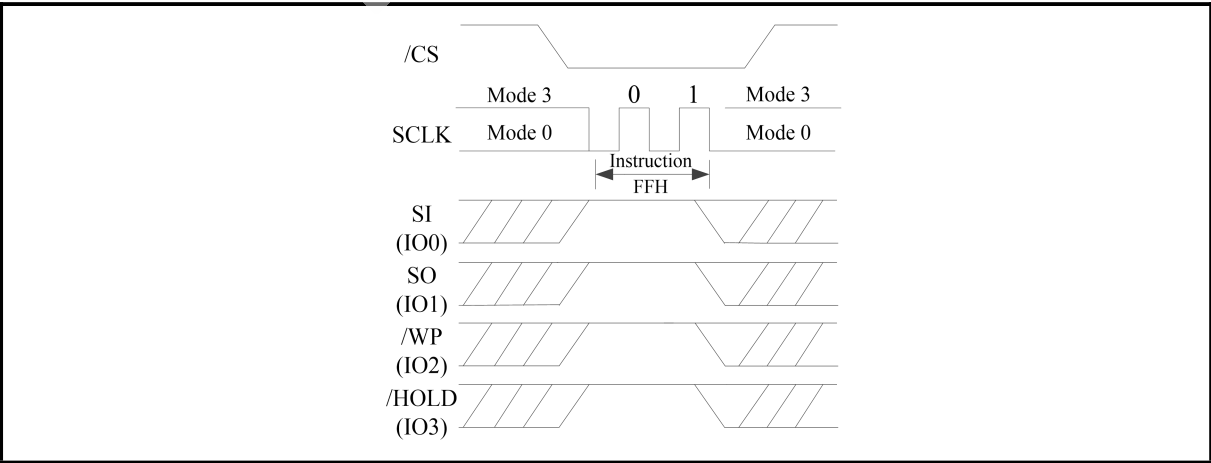 /CS
Mode 3 0 1 Mode 3
SCLK Mode 0 Mode 0
Instruction
FFH
SI
(IO0)
SO
(IO1)
/WP
(IO2)
/HOLD
(IO3)